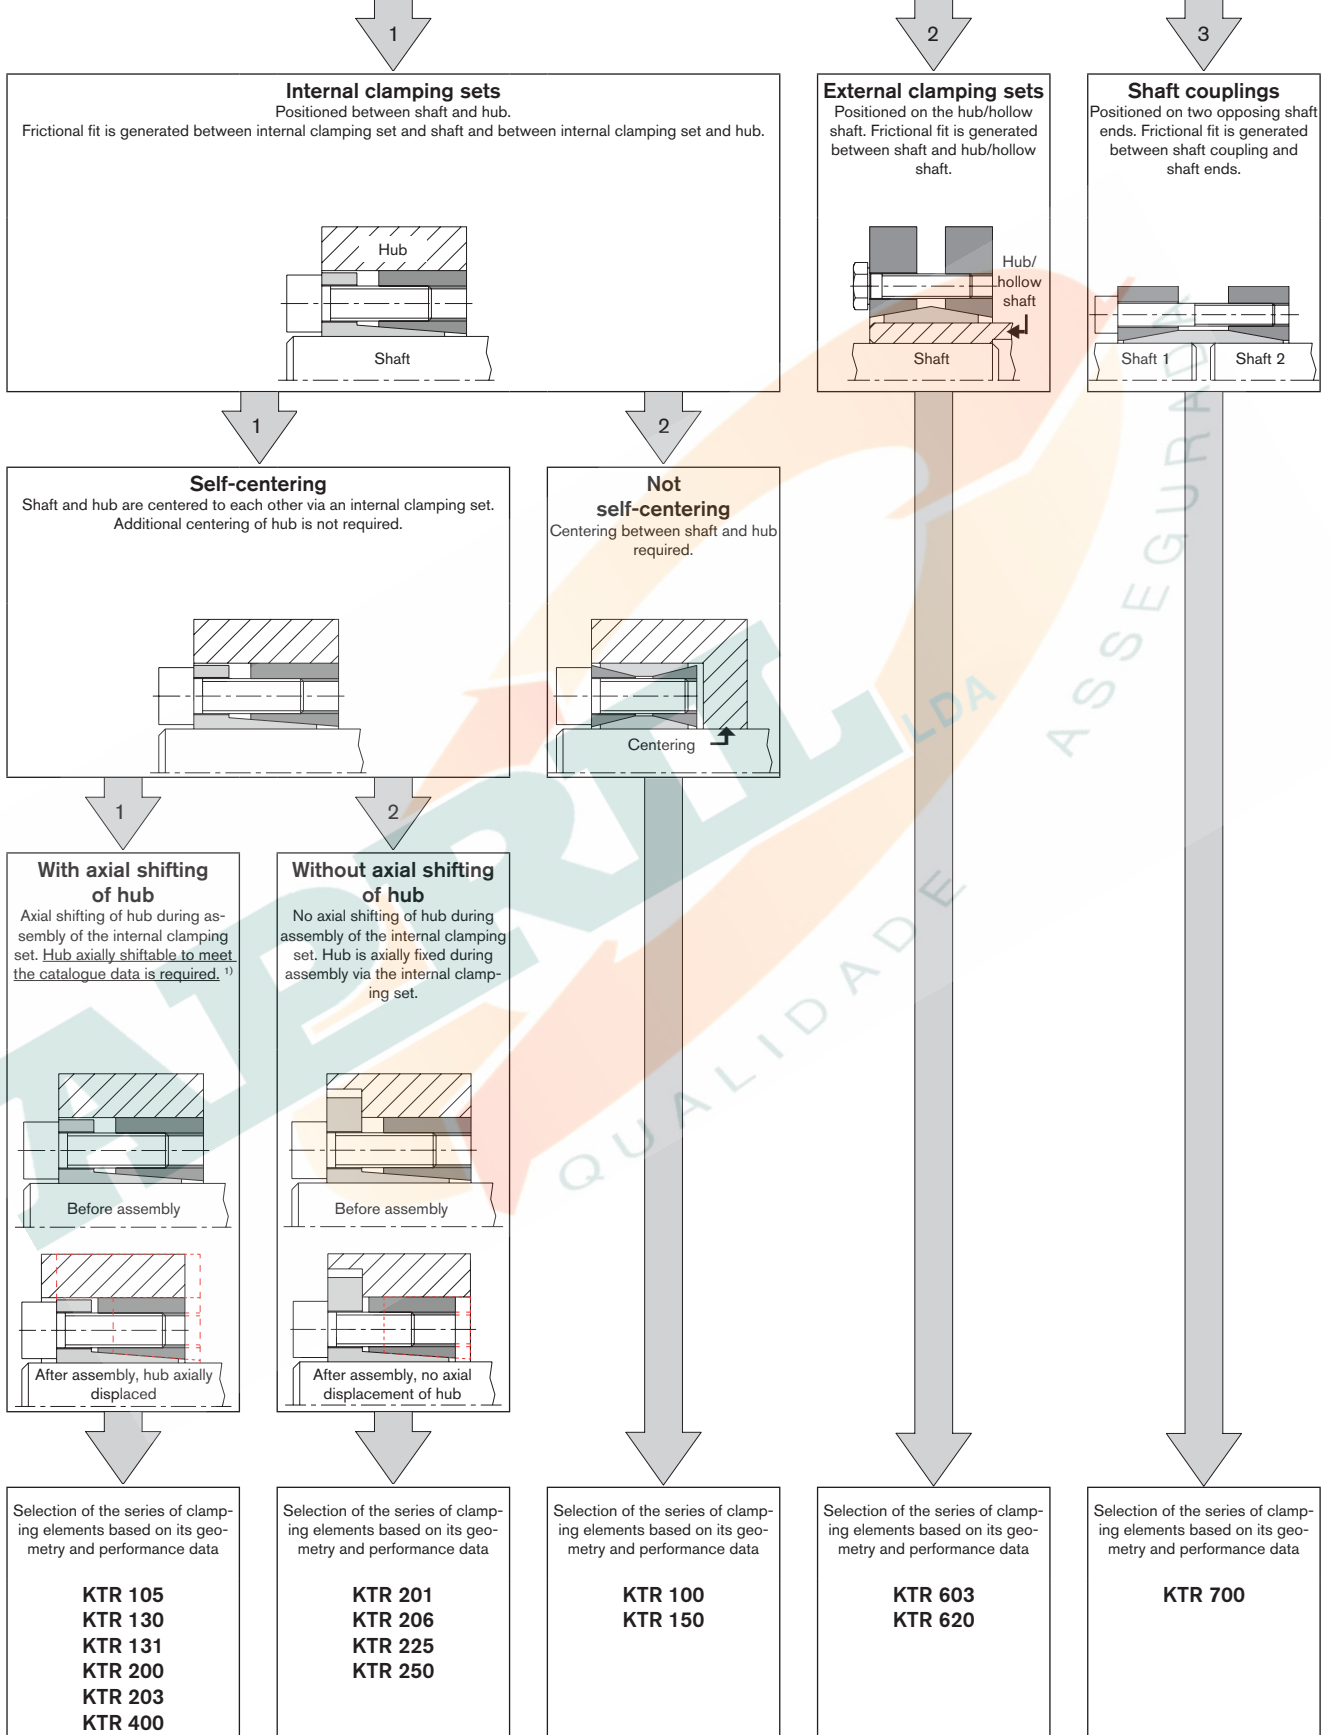 1
2
3
Internal clamping sets
Positioned between shaft and hub.
Frictional fit is generated between internal clamping set and shaft and between internal clamping set and hub.
Hub
Shaft
External clamping sets
Positioned on the hub/hollow
shaft. Frictional fit is generated
between shaft and hub/hollow
shaft.
Hub/
hollow
shaft
Shaft
Shaft couplings
Positioned on two opposing shaft
ends. Frictional fit is generated
between shaft coupling and
shaft ends.
Shaft 1
Shaft 2
1
2
Self-centering
Shaft and hub are centered to each other via an internal clamping set.
Additional centering of hub is not required.
Not
self-centering
Centering between shaft and hub
required.
Centering
1
2
With axial shifting
of hub
Axial shifting of hub during as-
sembly of the internal clamping
set. Hub axially shiftable to meet
the catalogue data is required. 1)
Before assembly
After assembly, hub axially
displaced
Without axial shifting
of hub
No axial shifting of hub during
assembly of the internal clamping
set. Hub is axially fixed during
assembly via the internal clamp-
ing set.
Before assembly
After assembly, no axial
displacement of hub
Selection of the series of clamp-
ing elements based on its geo-
metry and performance data
KTR 105
KTR 130
KTR 131
KTR 200
KTR 203
KTR 400
Selection of the series of clamp-
ing elements based on its geo-
metry and performance data
KTR 201
KTR 206
KTR 225
KTR 250
Selection of the series of clamp-
ing elements based on its geo-
metry and performance data
KTR 100
KTR 150
Selection of the series of clamp-
ing elements based on its geo-
metry and performance data
KTR 603
KTR 620
Selection of the series of clamp-
ing elements based on its geo-
metry and performance data
KTR 700
APRIL
LDA
QUALIDADE
ASSEGURADA